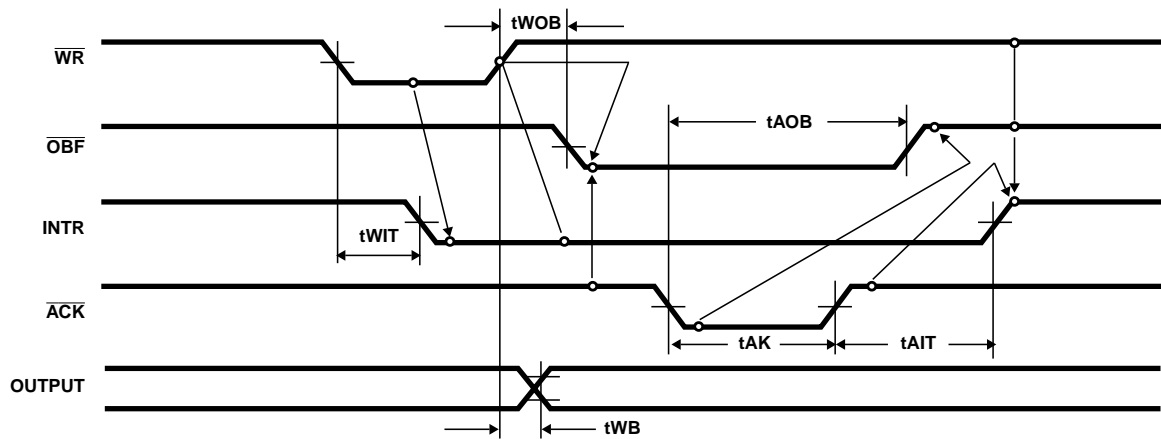 tWOB
WR
tAOB
OBF
INTR
tWIT
ACK
tAK
tAIT
OUTPUT
tWB